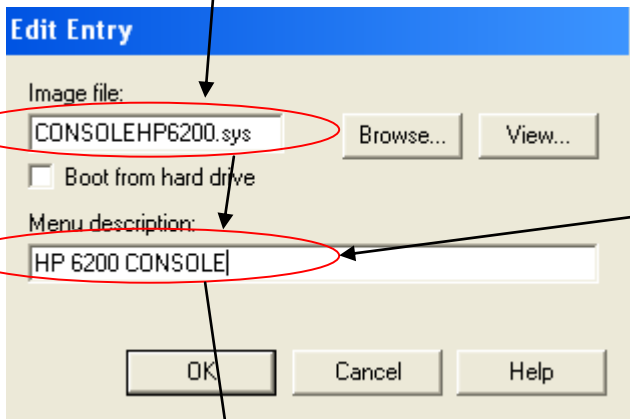 Edit Entry
Image file:
CONSOLEHP6200.sys
Browse...
View...
Boot from hard drive
Menu description:
HP 6200 CONSOLE
OK
Cancel
Help